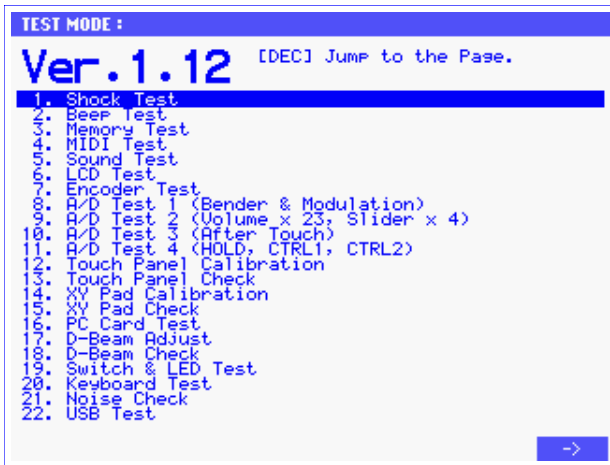 TEST MODE :
Ver.1.12 [DEC] Jump to the Page.
1. Shock Test
2. Beep Test
3. Memory Test
4. MIDI Test
5. Sound Test
6. LCD Test
7. Encoder Test
8. A/D Test 1 (Bender & Modulation)
9. A/D Test 2 (Volume x 23, Slider x 4)
10. A/D Test 3 (After Touch)
11. A/D Test 4 (HOLD, CTRL1, CTRL2)
12. Touch Panel Calibration
13. Touch Panel Check
14. XY Pad Calibration
15. XY Pad Check
16. PC Card Test
17. D-Beam Adjust
18. D-Beam Check
19. Switch & LED Test
20. Keyboard Test
21. Noise Check
22. USB Test
->